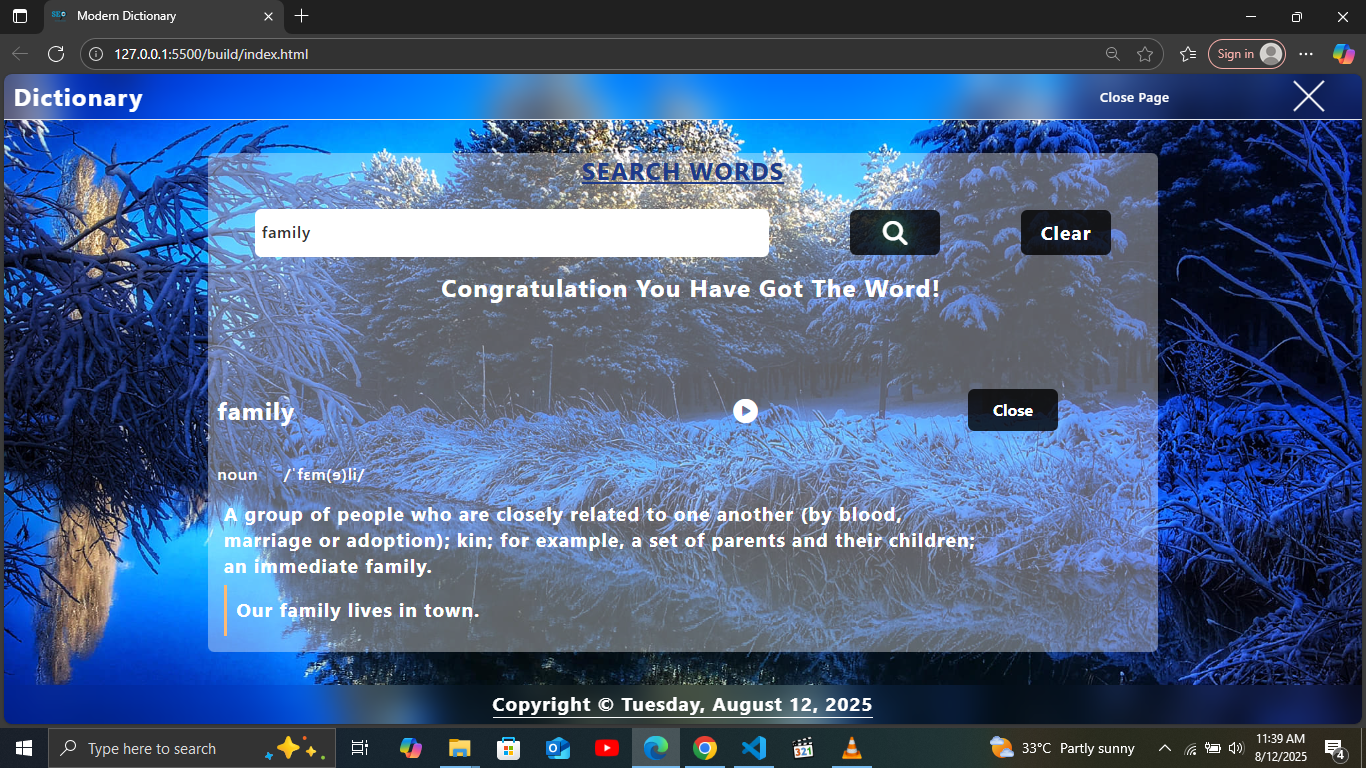 Modern Dictionary
127.0.0.1:5500/build/index.html
Sign in
Dictionary
Close Page
SEARCH WORDS
family
Clear
Congratulation You Have Got The Word!
family
Close
noun /ˈfɛm(ɘ)li/
A group of people who are closely related to one another (by blood,
marriage or adoption); kin; for example, a set of parents and their children;
an immediate family.
Our family lives in town.
Copyright © Tuesday, August 12, 2025
Type here to search
33°C Partly sunny
11:39 AM
8/12/2025
4